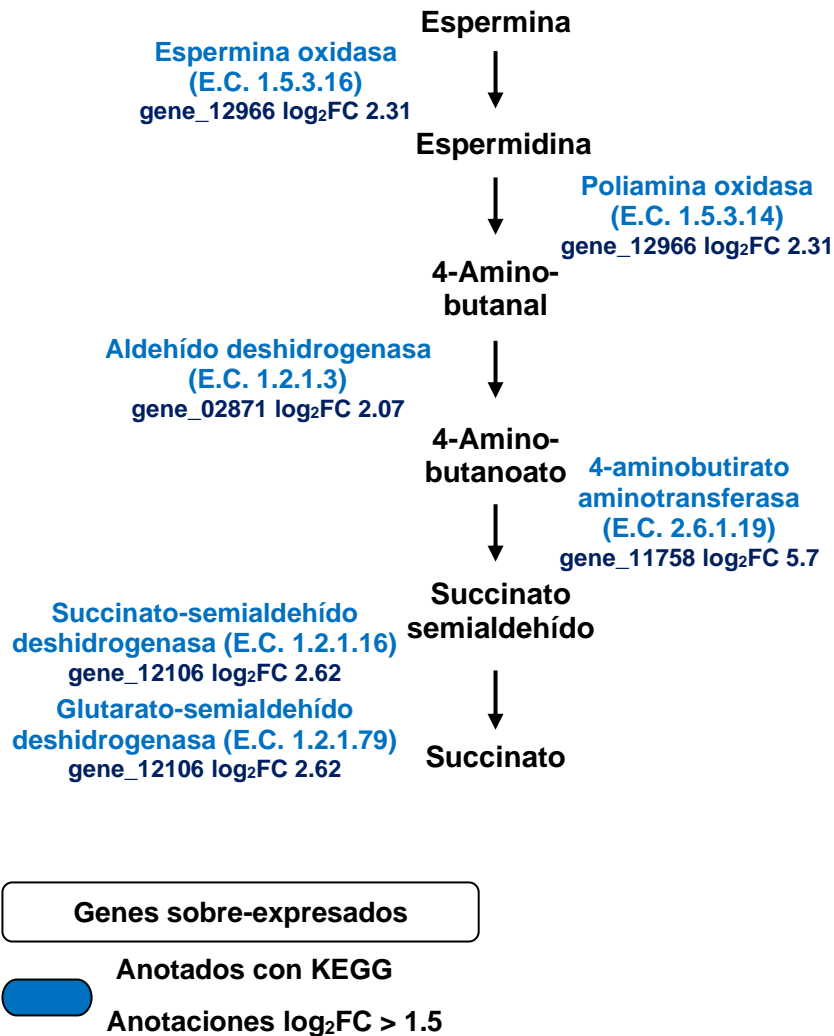 Espermina
Espermina oxidasa
(E.C. 1.5.3.16)
gene_12966 log₂FC 2.31
Espermidina
Poliamina oxidasa
(E.C. 1.5.3.14)
gene_12966 log₂FC 2.31
4-Amino-
butanal
Aldehído deshidrogenasa
(E.C. 1.2.1.3)
gene_02871 log₂FC 2.07
4-Amino-
butanoato
4-aminobutirato
aminotransferasa
(E.C. 2.6.1.19)
gene_11758 log₂FC 5.7
Succinato
semialdehído
Succinato-semialdehído
deshidrogenasa (E.C. 1.2.1.16)
gene_12106 log₂FC 2.62
Glutarato-semialdehído
deshidrogenasa (E.C. 1.2.1.79)
gene_12106 log₂FC 2.62
Succinato
Genes sobre-expresados
Anotados con KEGG
Anotaciones log₂FC > 1.5